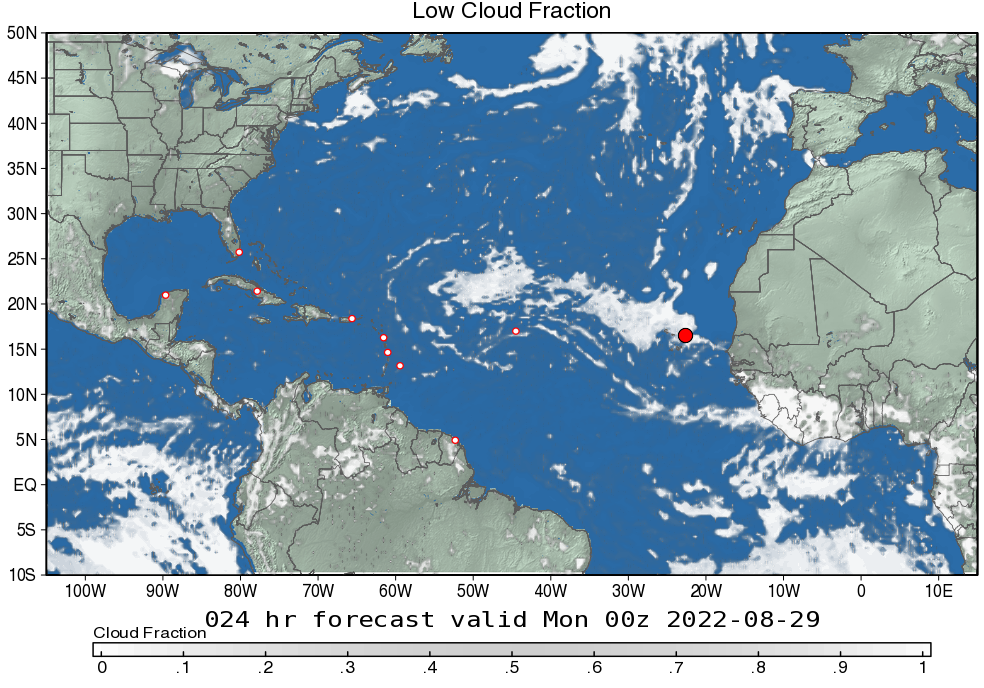 Low Cloud Fraction
50N
45N
40N
35N
30N
25N
20N
15N
10N
5N
EQ
5S
10S
100W 90W 80W 70W 60W 50W 40W 30W 20W 10W 0 10E
024 hr forecast valid Mon 00z 2022-08-29
Cloud Fraction
0 .1 .2 .3 .4 .5 .6 .7 .8 .9 1